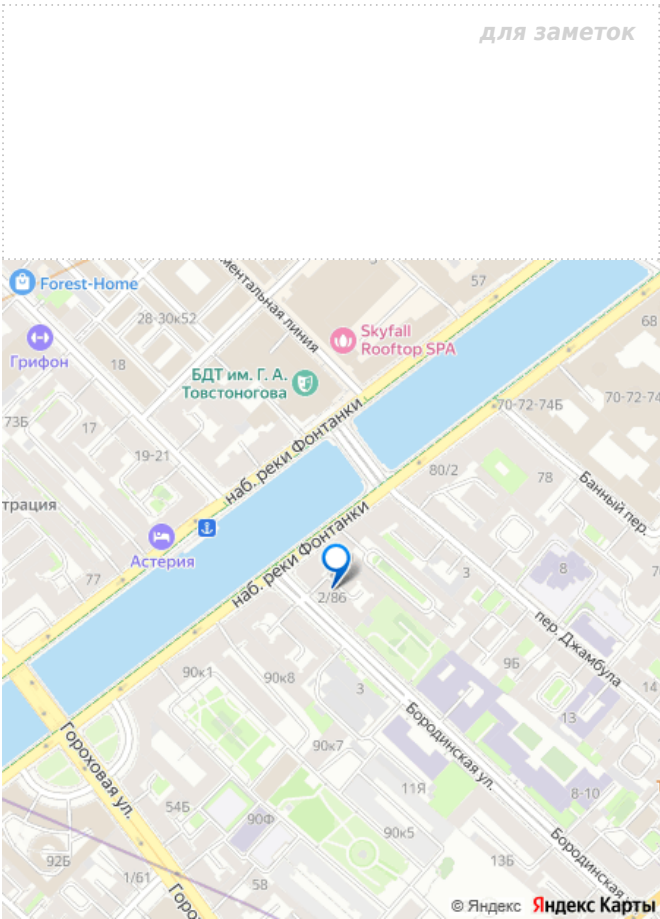 для заметок
ментальная линия
57
Forest-Home
28-30к52
68
Skyfall
Rooftop SPA
Грифон
18
БДТ им. Г. А.
Товстоногова
70-72-74Б
70-72-74
73Б
17
наб. реки Фонтанки
19-21
80/2
78
Банный пер.
трация
Астерия
наб. реки Фонтанки
77
2/86
3
8
пер. Джамбула
90к1
90к8
3
9Б
14
Бородинская ул.
13
Гороховая ул.
90к7
11Я
8-10
54Б
90Ф
90к5
Бородинская
92Б
1/61
58
13Б
Горо
© Яндекс Яндекс Карты